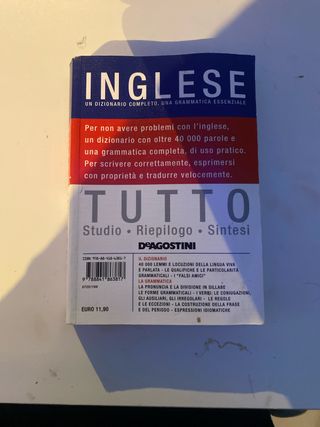 INGLESE
UN DIZIONARIO COMPLETO, UNA GRAMMATICA ESSENZIALE
Per non avere problemi con l'inglese,
un dizionario con oltre 40 000 parole e
una grammatica completa, di uso pratico.
Per scrivere correttamente, esprimersi
con proprietà e tradurre velocemente.
TUTTO
Studio • Riepilogo • Sintesi
DeAGOSTINI
IL DIZIONARIO
40 000 LEMMI E LOCUZIONI DELLA LINGUA VIVA
E PARLATA - LE QUALIFICHE E LE PARTICOLARITÀ
GRAMMATICALI - I "FALSI AMICI"
LA GRAMMATICA
LA PRONUNCIA E LA DIVISIONE IN SILLABE
LE FORME GRAMMATICALI - I VERBI: LE CONIUGAZIONI,
GLI AUSILIARI, GLI IRREGOLARI - LE REGOLE
E LE ECCEZIONI - LA COSTRUZIONE DELLA FRASE
E DEL PERIODO - ESPRESSIONI IDIOMATICHE
EURO 11,90